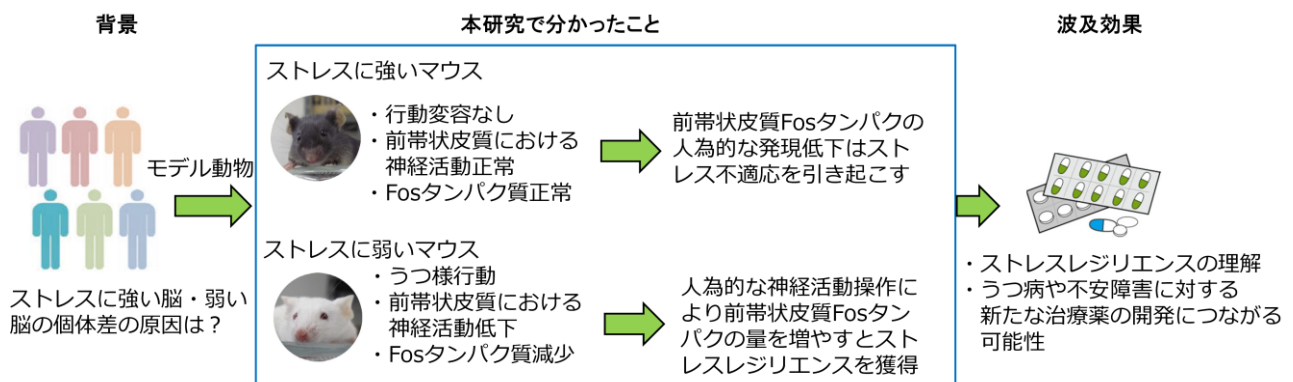 背景
本研究で分かったこと
波及効果
モデル動物
ストレスに強い脳・弱い
脳の個体差の原因は？
ストレスに強いマウス
・行動変容なし
・前帯状皮質における
神経活動正常
・Fosタンパク質正常
前帯状皮質Fosタンパクの
人為的な発現低下はスト
レス不適応を引き起こす
ストレスに弱いマウス
・うつ様行動
・前帯状皮質における
神経活動低下
・Fosタンパク質減少
人為的な神経活動操作に
より前帯状皮質Fosタン
パクの量を増やすとスト
レスレジリエンスを獲得
・ストレスレジリエンスの理解
・うつ病や不安障害に対する
新たな治療薬の開発につながる
可能性